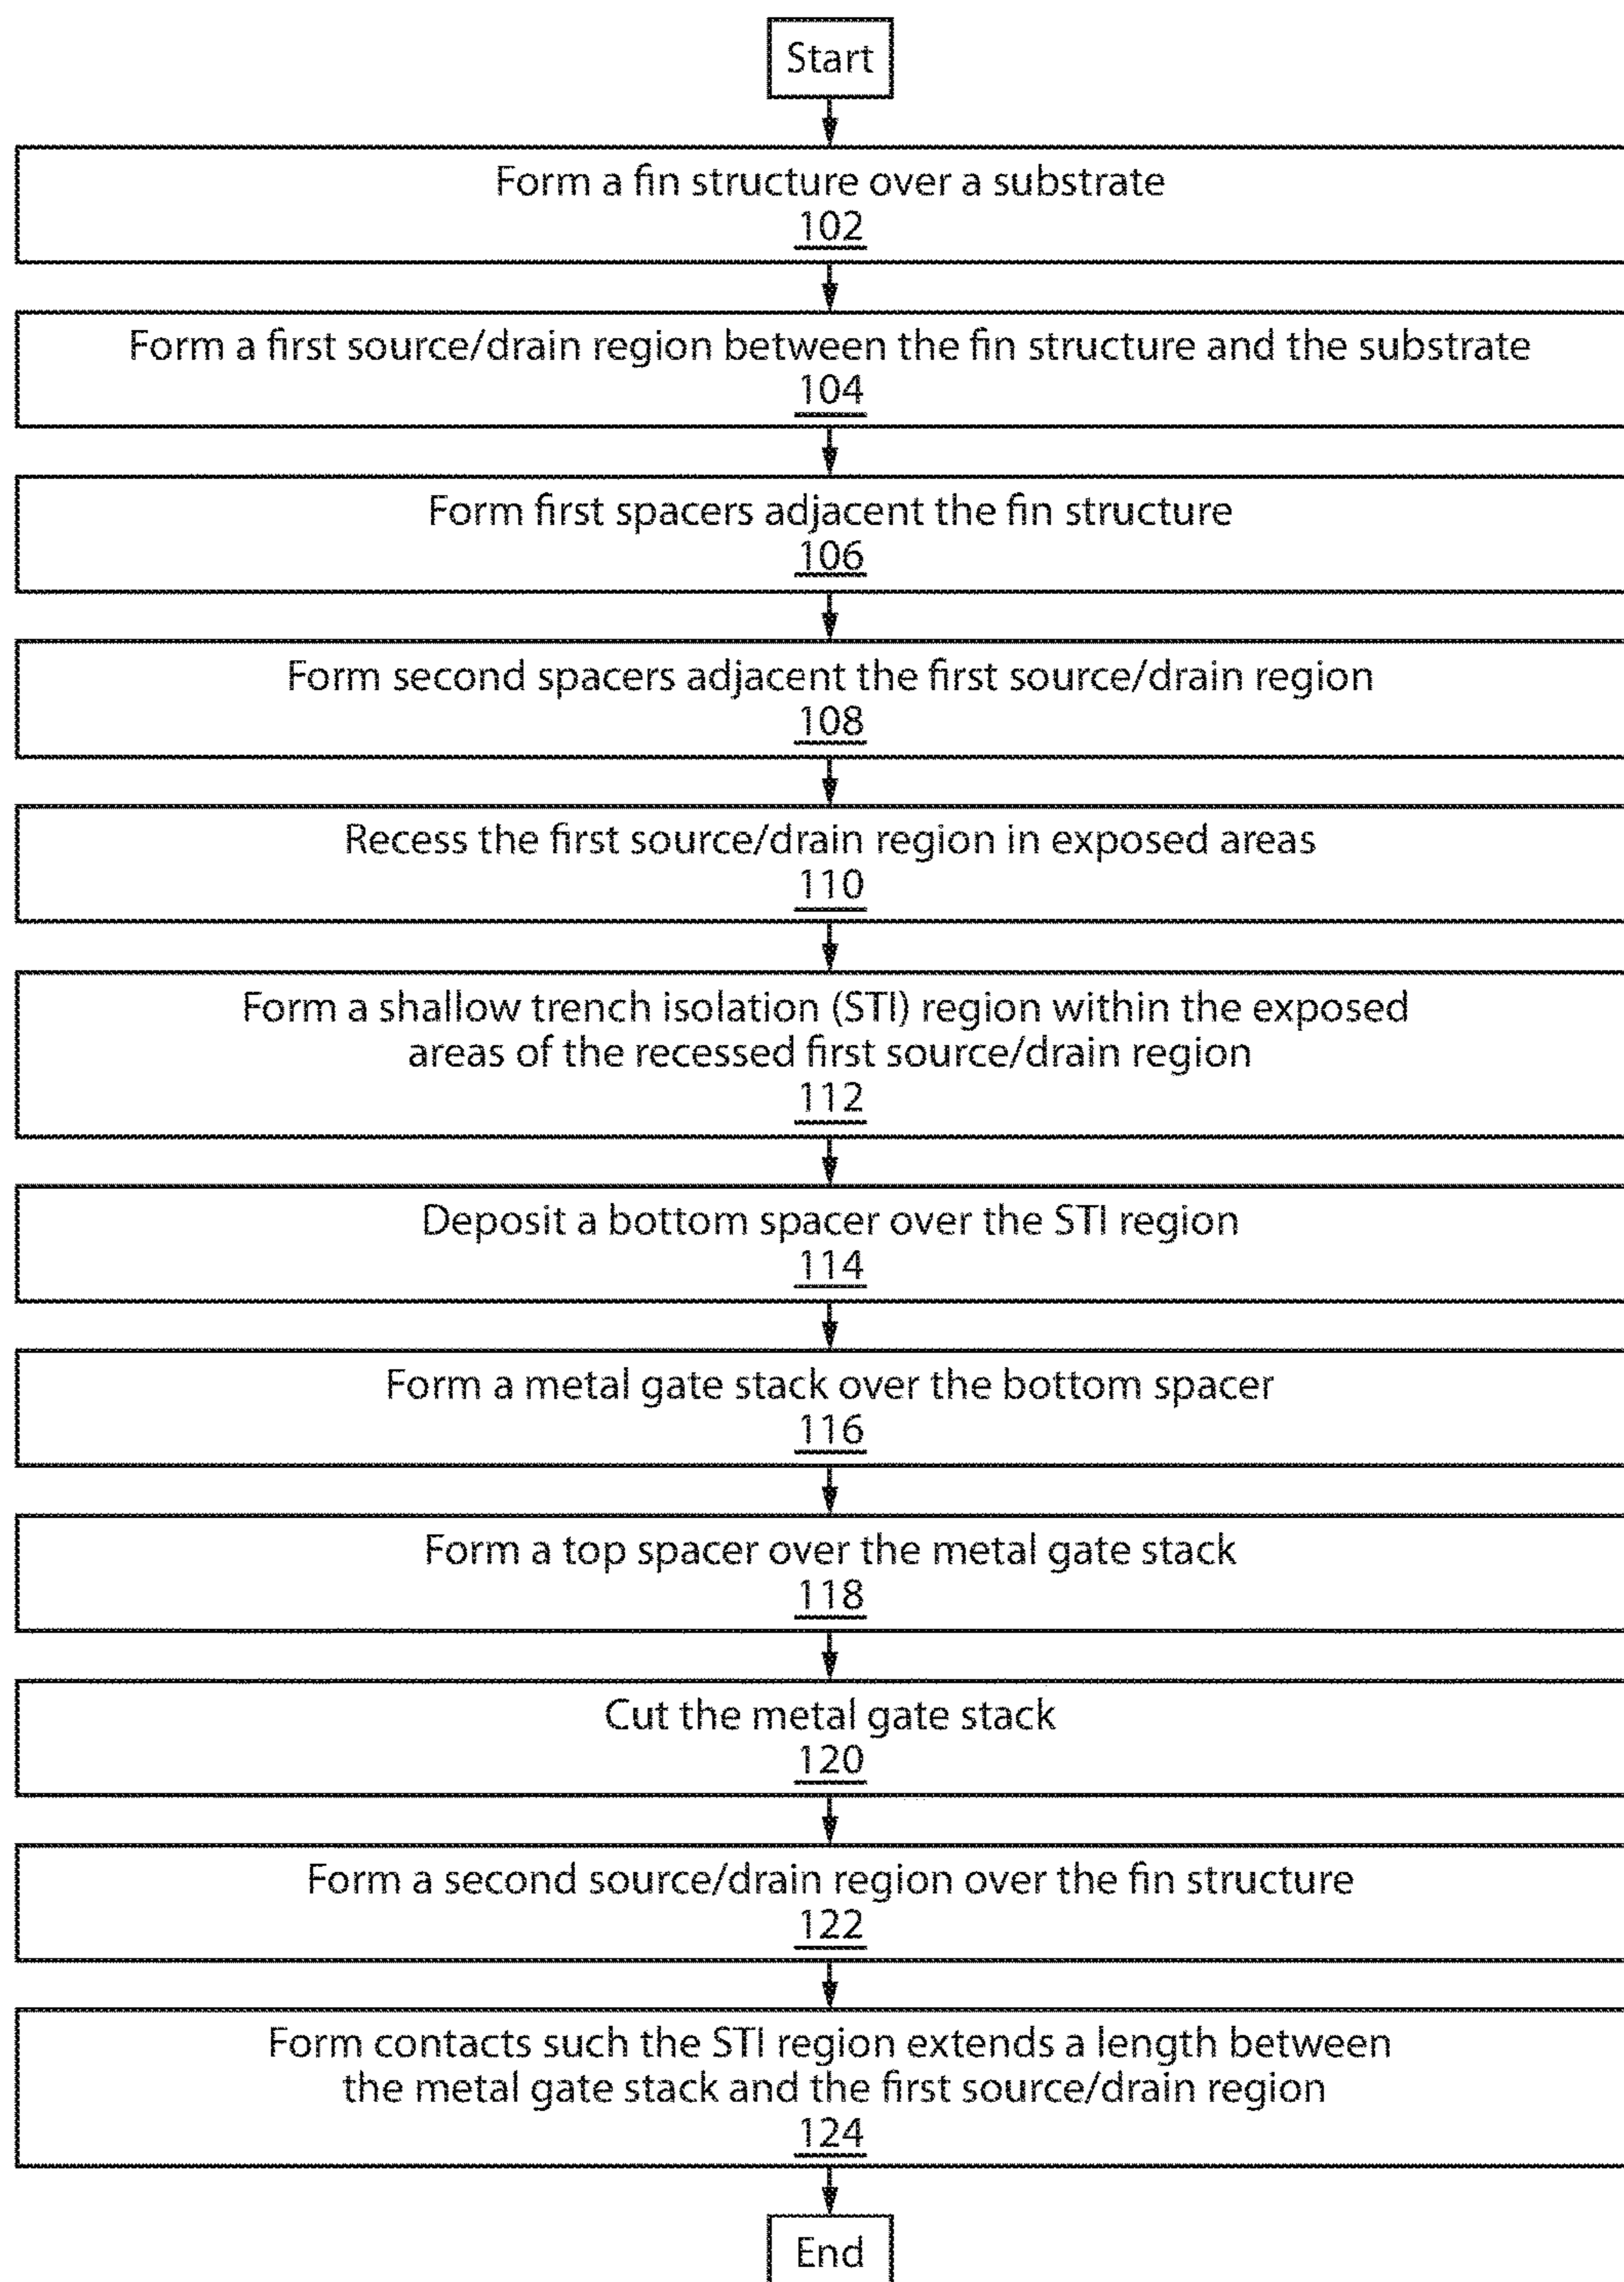 Start
Form a fin structure over a substrate
102
Form a first source/drain region between the fin structure and the substrate
104
Form first spacers adjacent the fin structure
106
Form second spacers adjacent the first source/drain region
108
Recess the first source/drain region in exposed areas
110
Form a shallow trench isolation (STI) region within the exposed
areas of the recessed first source/drain region
112
Deposit a bottom spacer over the STI region
114
Form a metal gate stack over the bottom spacer
116
Form a top spacer over the metal gate stack
118
Cut the metal gate stack
120
Form a second source/drain region over the fin structure
122
Form contacts such the STI region extends a length between
the metal gate stack and the first source/drain region
124
End